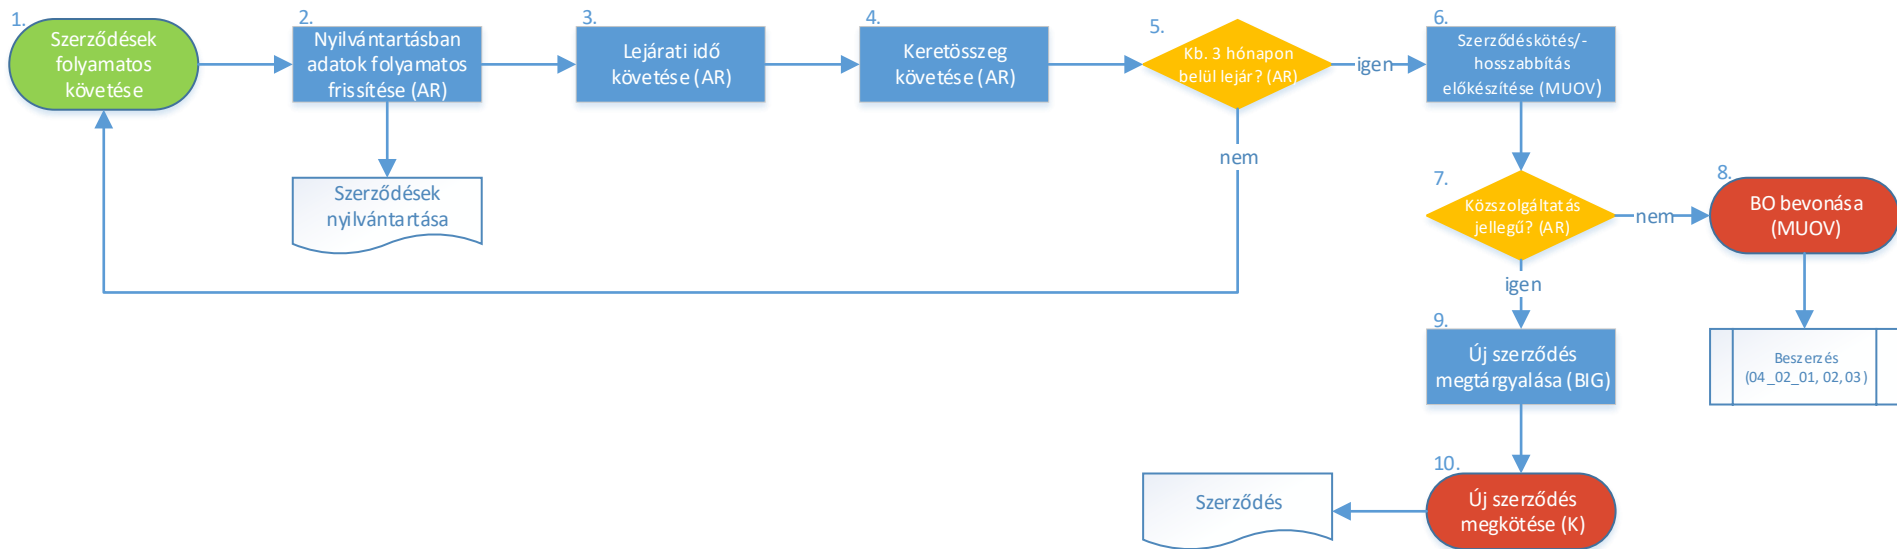 1.
Szerződések
folyamatos
követése
2.
Nyilvántartásban
adatok folyamatos
frissítése (AR)
Szerződések
nyilvántartása
3.
Lejárati idő
követése (AR)
4.
Keretösszeg
követése (AR)
5.
Kb. 3 hónapon
belül lejár? (AR)
igen
nem
6.
Szerződéskötés/-
hosszabbítás
előkészítése (MUOV)
7.
Közszolgáltatás
jellegű? (AR)
nem
igen
8.
BO bevonása
(MUOV)
Beszerzés
(04_02_01, 02,03)
9.
Új szerződés
megtárgyalása (BIG)
10.
Új szerződés
megkötése (K)
Szerződés